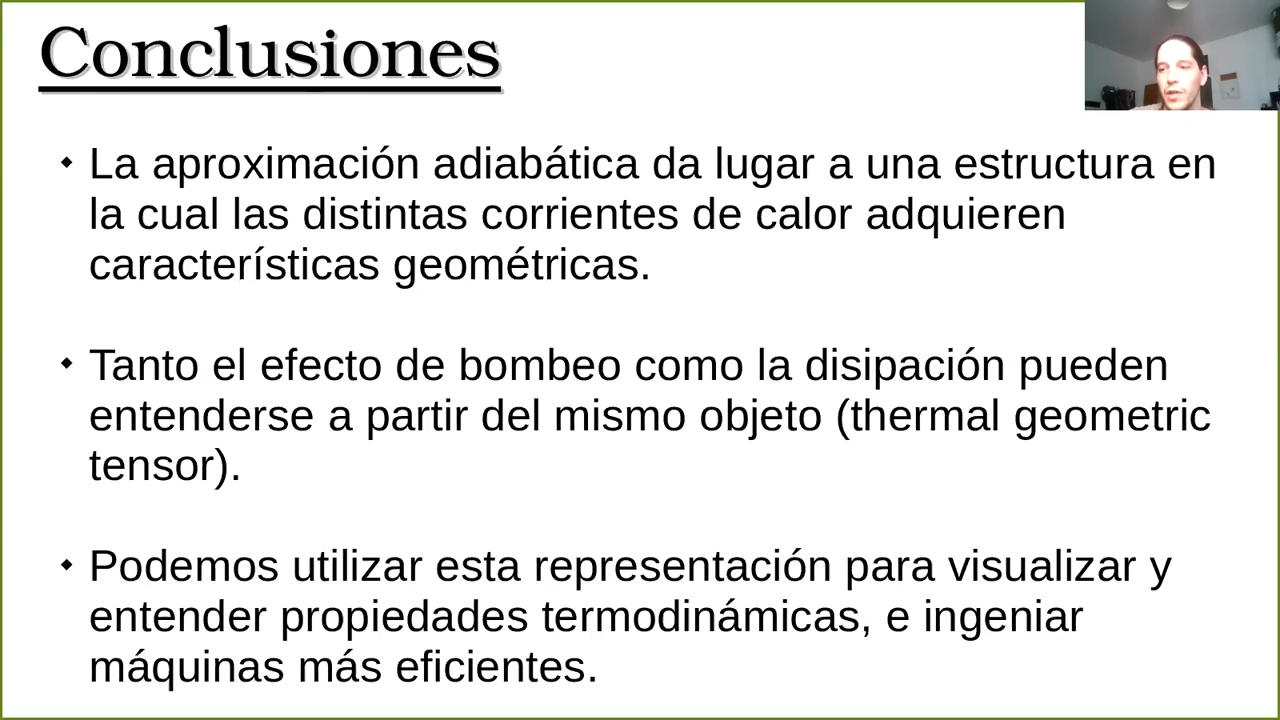 Conclusiones
La aproximación adiabática da lugar a una estructura en
la cual las distintas corrientes de calor adquieren
características geométricas.
Tanto el efecto de bombeo como la disipación pueden
entenderse a partir del mismo objeto (thermal geometric
tensor).
Podemos utilizar esta representación para visualizar y
entender propiedades termodinámicas, e ingeniar
máquinas más eficientes.